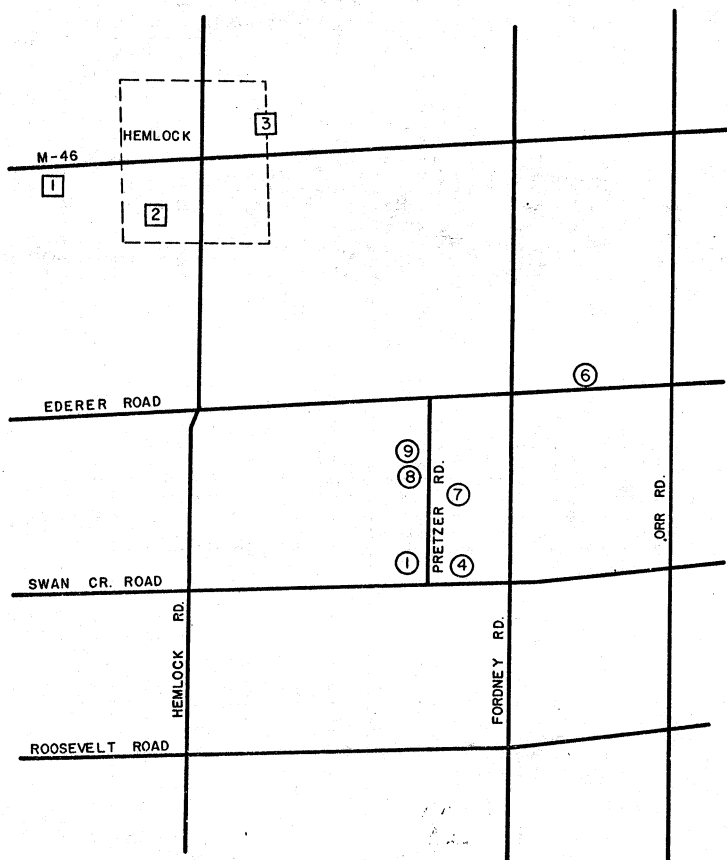 3
HEMLOCK
M-46
1
2
6
EDERER ROAD
9
8
PRETZER RD.
7
ORR RD.
1
4
SWAN CR. ROAD
HEMLOCK RD.
FORDNEY RD.
ROOSEVELT ROAD